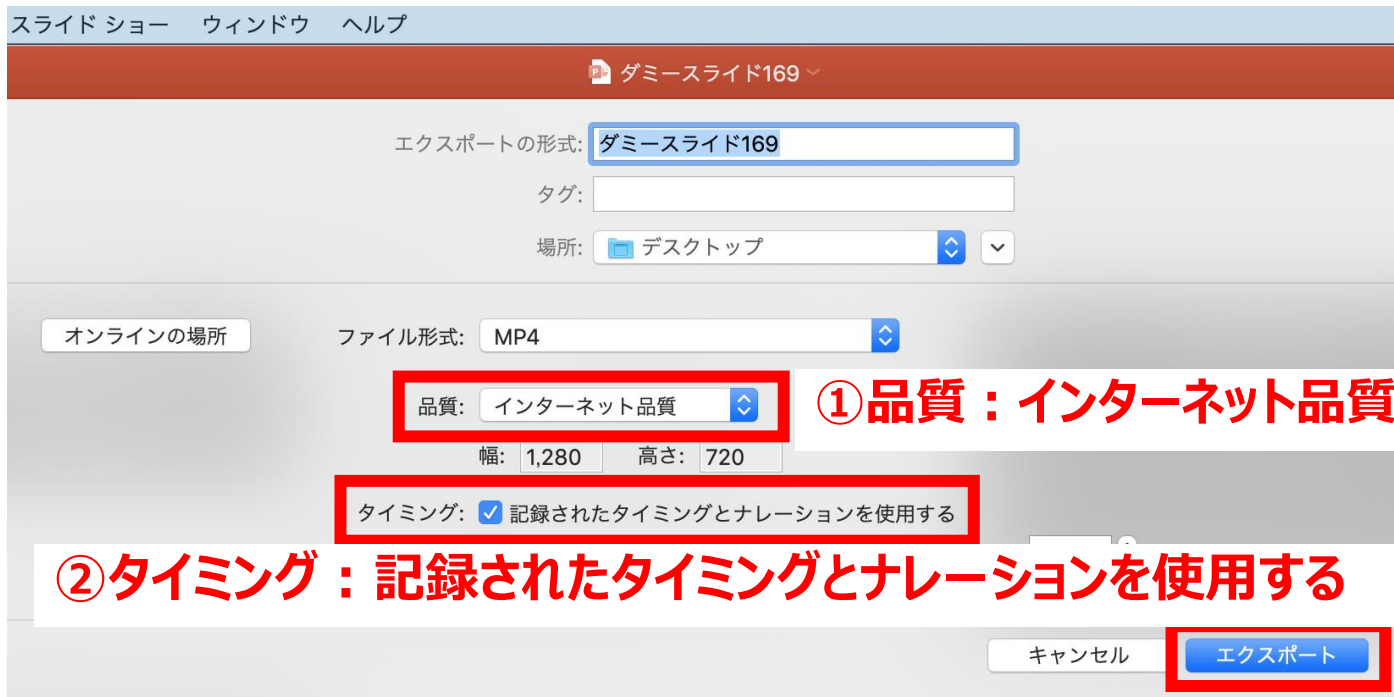 スライド ショー ウィンドウ ヘルプ
ダミースライド169
エクスポートの形式: ダミースライド169
タグ:
場所: デスクトップ
オンラインの場所 ファイル形式: MP4
品質: インターネット品質 ①品質：インターネット品質
幅: 1,280 高さ: 720
タイミング: 記録されたタイミングとナレーションを使用する
②タイミング：記録されたタイミングとナレーションを使用する
キャンセル エクスポート